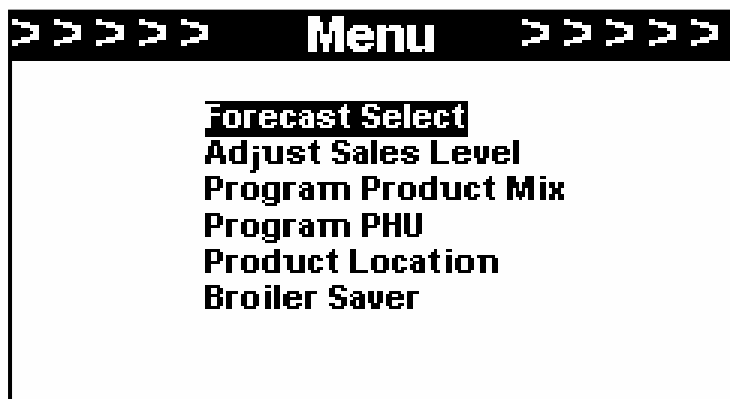 >>>>> Menu >>>>>
Forecast Select
Adjust Sales Level
Program Product Mix
Program PHU
Product Location
Broiler Saver